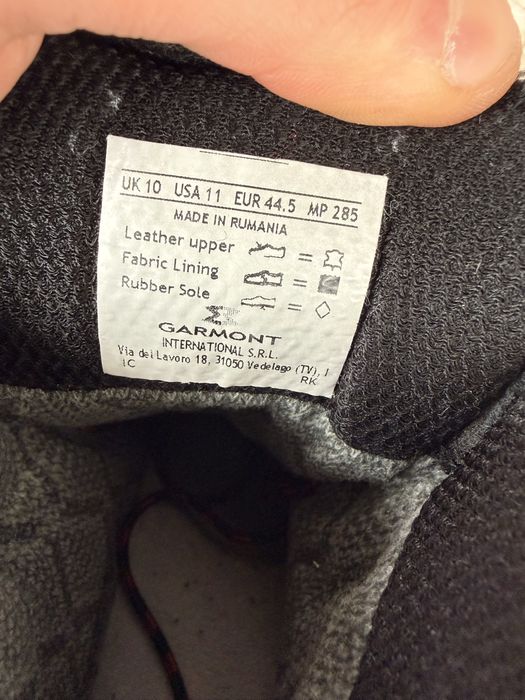 UK 10 USA 11 EUR 44.5 MP 285
MADE IN RUMANIA
Leather upper =
Fabric Lining =
Rubber Sole =
GARMONT
INTERNATIONAL S.R.L.
Via del Lavoro 18, 31050 Vedelago (TV), I
IC RK